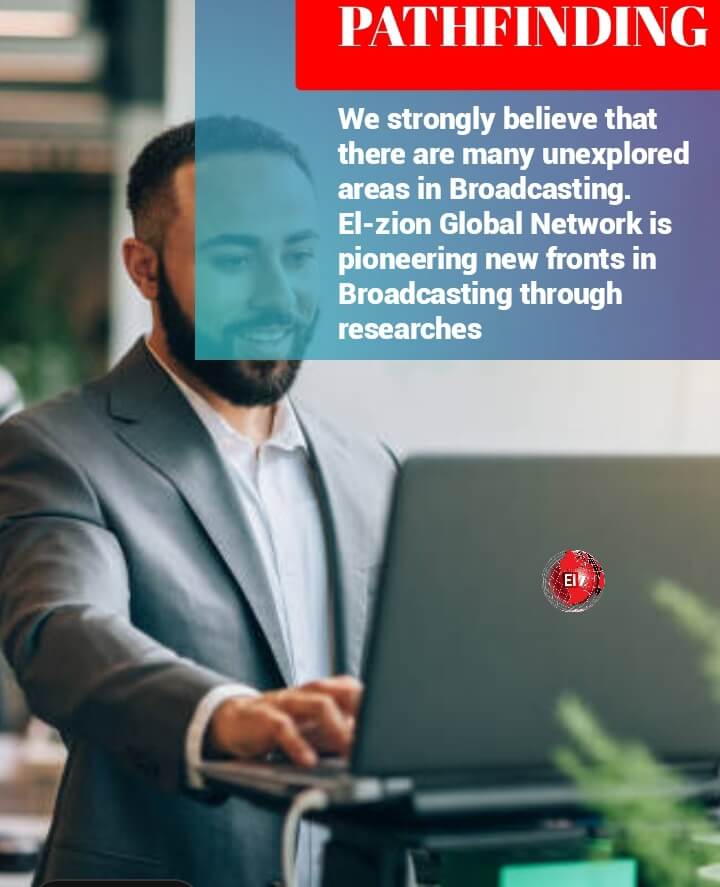 PATHFINDING
We strongly believe that
there are many unexplored
areas in Broadcasting.
El-zion Global Network is
pioneering new fronts in
Broadcasting through
researches